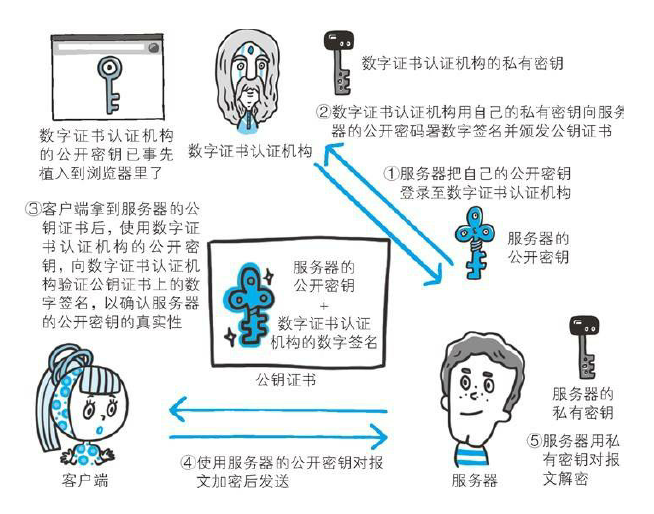 数字证书认证机构的私有密钥
②数字证书认证机构用自己的私有密钥向服务
器的公开密码署数字签名并颁发公钥证书
数字证书认证机构
的公开密钥已事先
植入到浏览器里了
数字证书认证机构
①服务器把自己的公开密钥
登录至数字证书认证机构
③客户端拿到服务器的公
钥证书后，使用数字证
书认证机构的公开密
钥，向数字证书认证机
构验证公钥证书上的数
字签名，以确认服务器
的公开密钥的真实性
服务器的
公开密钥
服务器的
公开密钥
+
数字证书认证
机构的数字签名
公钥证书
服务器的
私有密钥
④使用服务器的公开密钥对报
文加密后发送
⑤服务器用私
有密钥对报
文解密
客户端
服务器